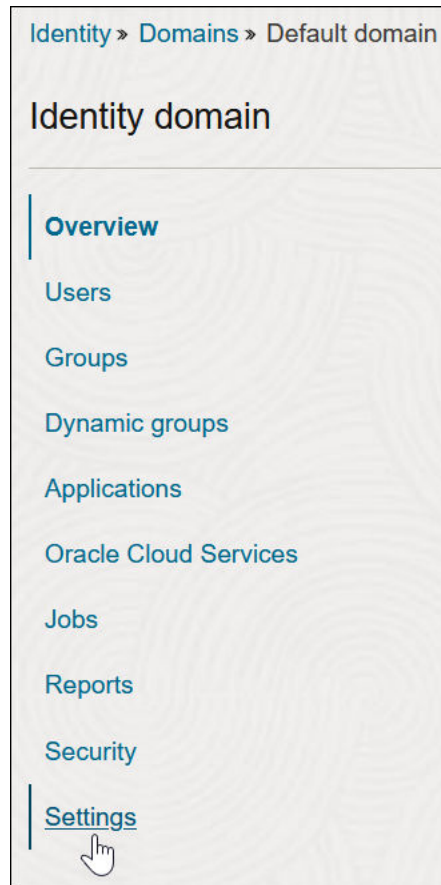 Identity » Domains » Default domain
Identity domain
Overview
Users
Groups
Dynamic groups
Applications
Oracle Cloud Services
Jobs
Reports
Security
Settings